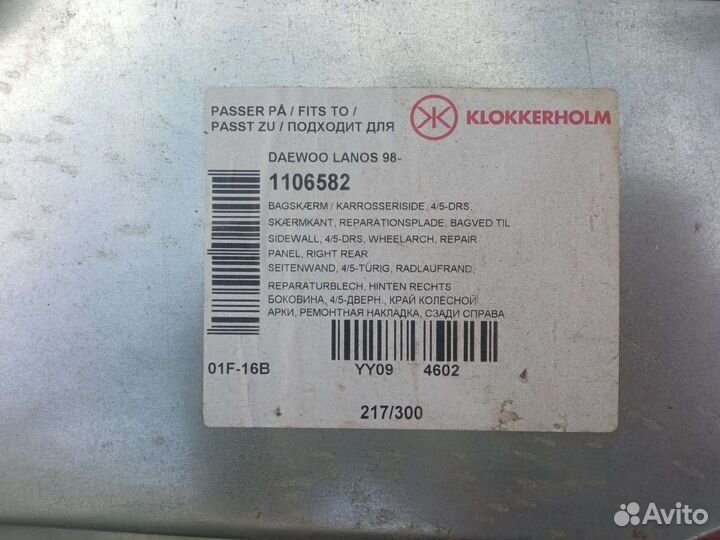 PASSER PÅ / FITS TO /
PASST ZU / ПОДХОДИТ ДЛЯ
KLOKKERHOLM
DAEWOO LANOS 98-
1106582
BAGSKÆRM / KARROSSERISIDE, 4/5-DRS,
SKÆRMKANT, REPARATIONSPLADE, BAGVED TIL
SIDEWALL, 4/5-DRS, WHEELARCH, REPAIR
PANEL, RIGHT REAR
SEITENWAND, 4/5-TÜRIG, RADLAUFRAND,
REPARATURBLECH, HINTEN RECHTS
БОКОВИНА, 4/5-ДВЕРН., КРАЙ КОЛЕСНОЙ
АРКИ, РЕМОНТНАЯ НАКЛАДКА, СЗАДИ СПРАВА
01F-16B
YY09 4602
217/300
Avito